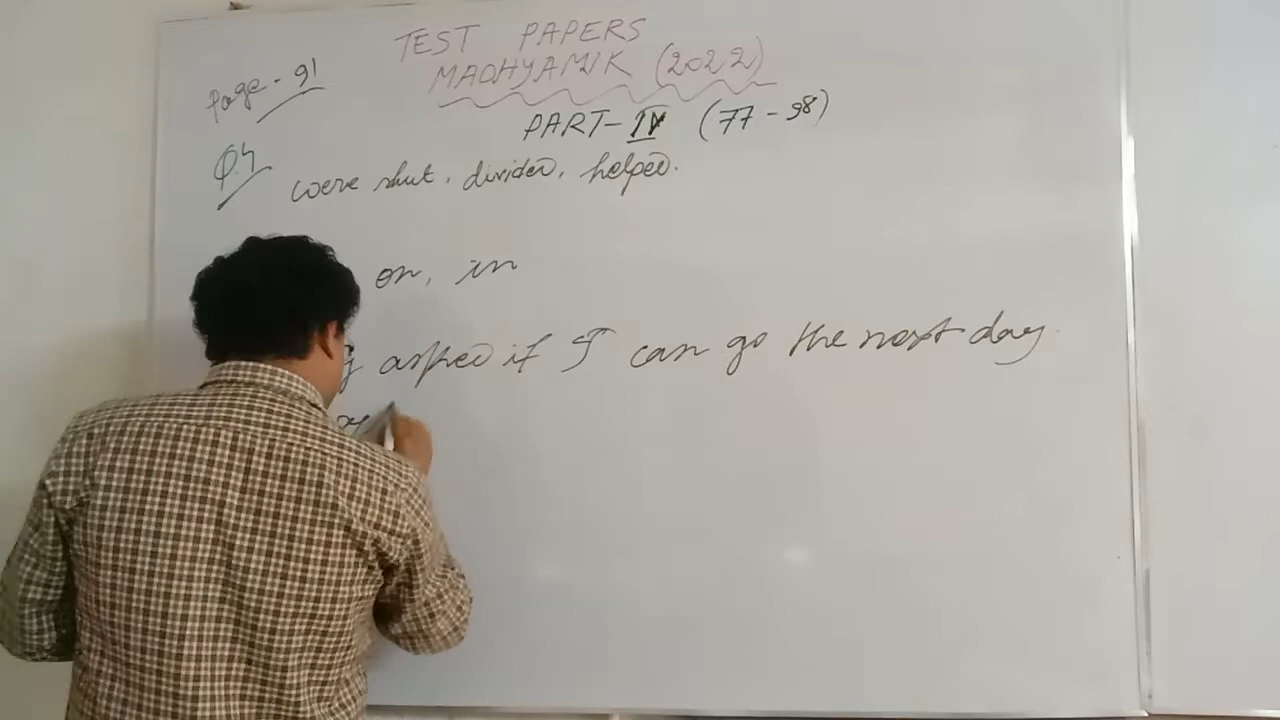 TEST PAPERS
Page - 91
MADHYAMIK (2022)
PART-IV (77 - 98)
Q.4
were shut, divided, helped.
on, in
asked if I can go the next day.